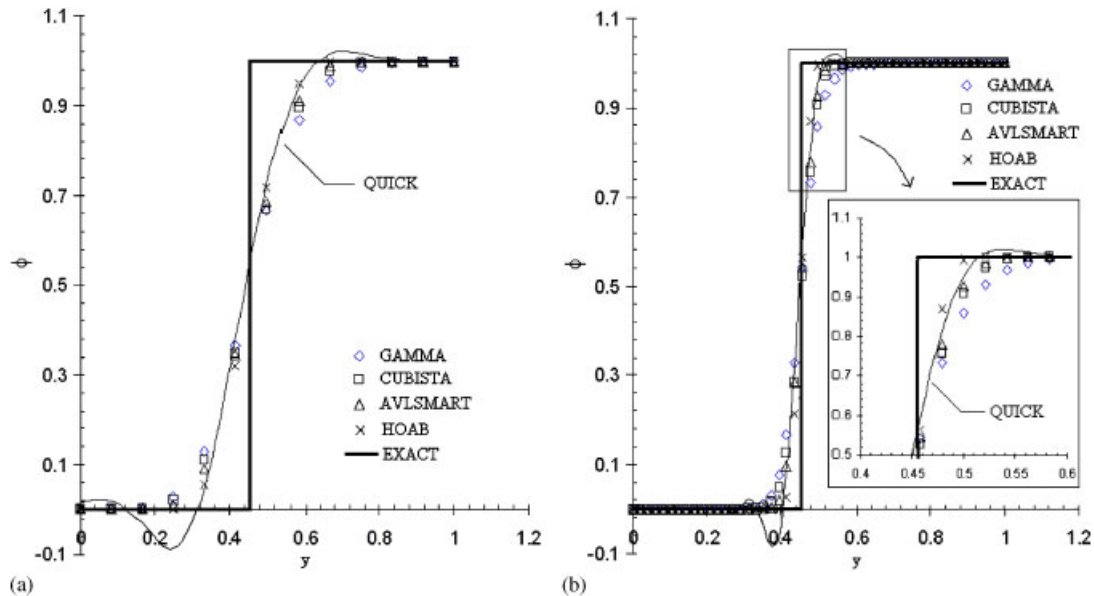 1.1
0.9
0.7
0.5
0.3
0.1
-0.1
0 0.2 0.4 0.6 0.8 1 1.2
ϕ
y
QUICK
GAMMA
CUBISTA
AVLSMART
HOAB
EXACT
(a)
1.1
0.9
0.7
0.5
0.3
0.1
-0.1
0 0.2 0.4 0.6 0.8 1 1.2
ϕ
y
GAMMA
CUBISTA
AVLSMART
HOAB
EXACT
1.1
1
0.9
0.8
0.7
0.6
0.5
0.4 0.45 0.5 0.55 0.6
QUICK
(b)